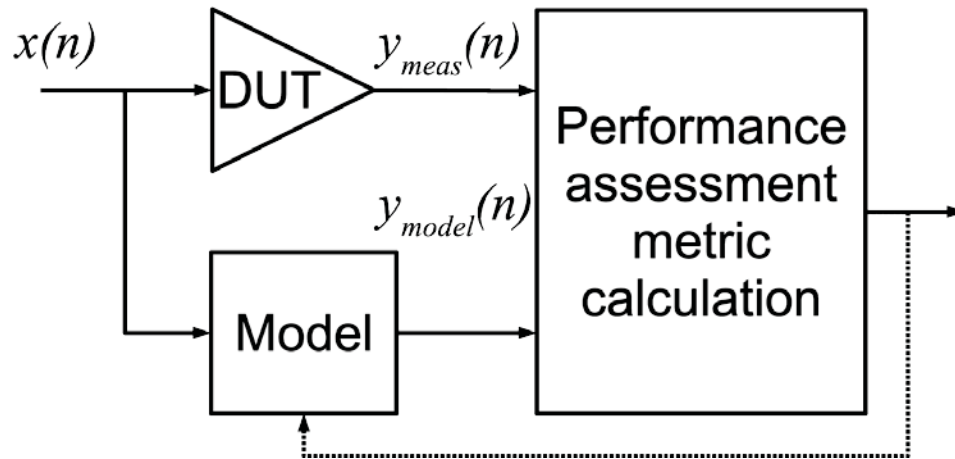 x(n)
DUT
y_meas(n)
y_model(n)
Model
Performance
assessment
metric
calculation